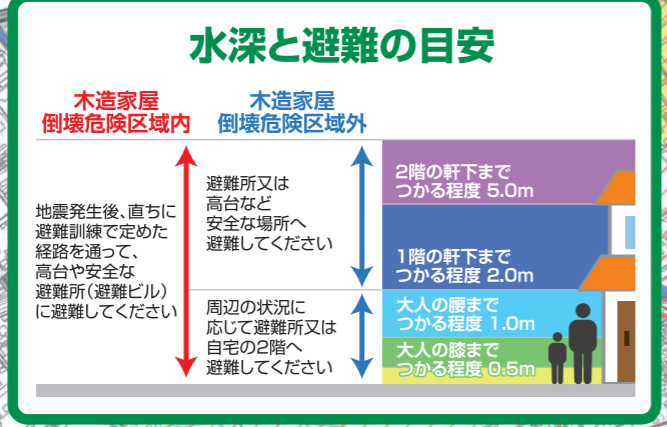 水深と避難の目安
木造家屋
倒壊危険区域内
木造家屋
倒壊危険区域外
地震発生後、直ちに
避難訓練で定めた
経路を通って、
高台や安全な
避難所（避難ビル）
に避難してください
避難所又は
高台など
安全な場所へ
避難してください
周辺の状況に
応じて避難所又は
自宅の2階へ
避難してください
2階の軒下まで
つかる程度 5.0m
1階の軒下まで
つかる程度 2.0m
大人の腰まで
つかる程度 1.0m
大人の膝まで
つかる程度 0.5m